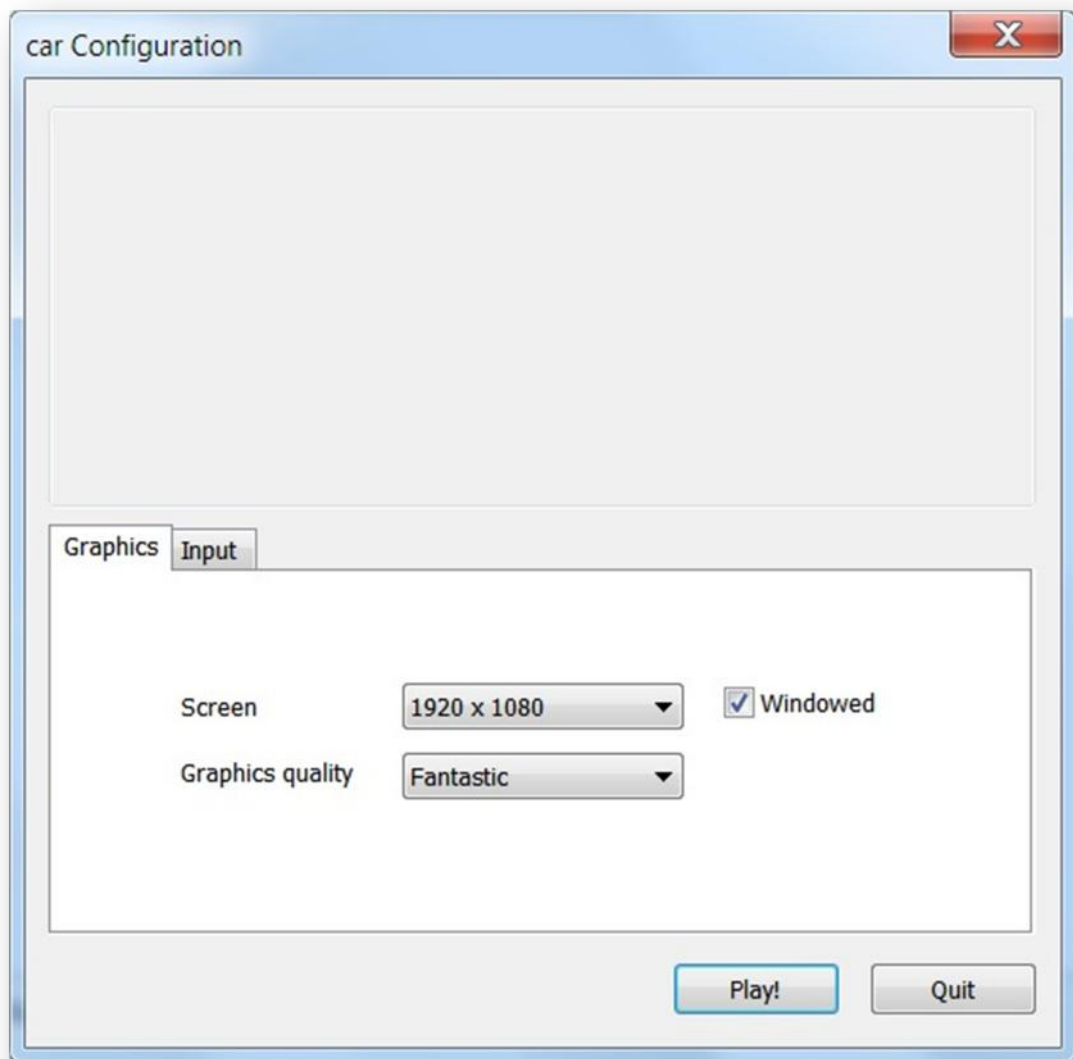 car Configuration
Graphics
Input
Screen
1920 x 1080
Windowed
Graphics quality
Fantastic
Play!
Quit